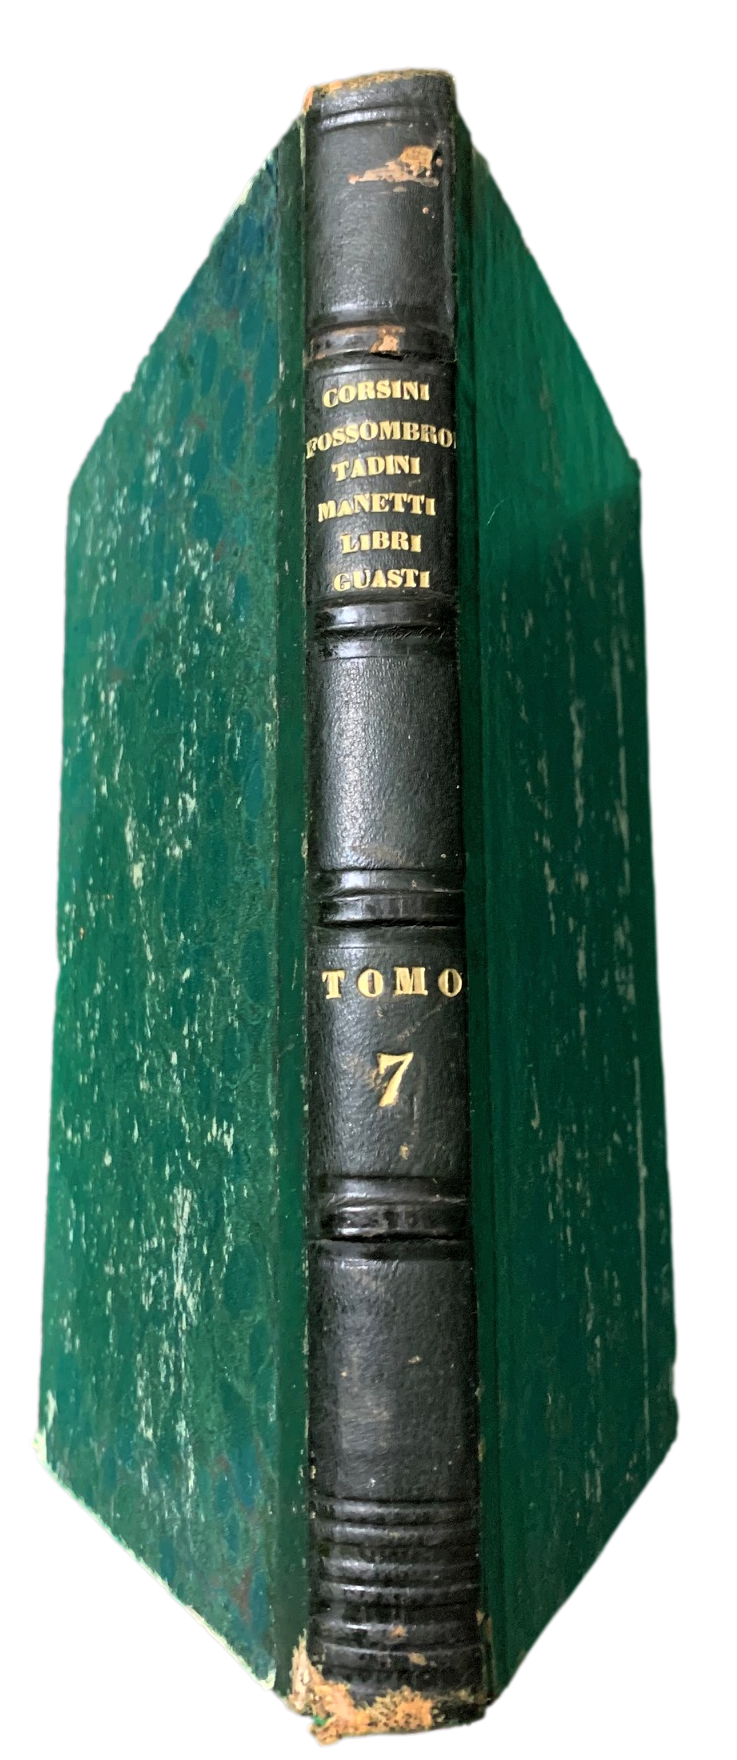 CORSINI
FOSSOMBRO
TADINI
MANETTI
LIBRI
GUASTI
TOMO
7